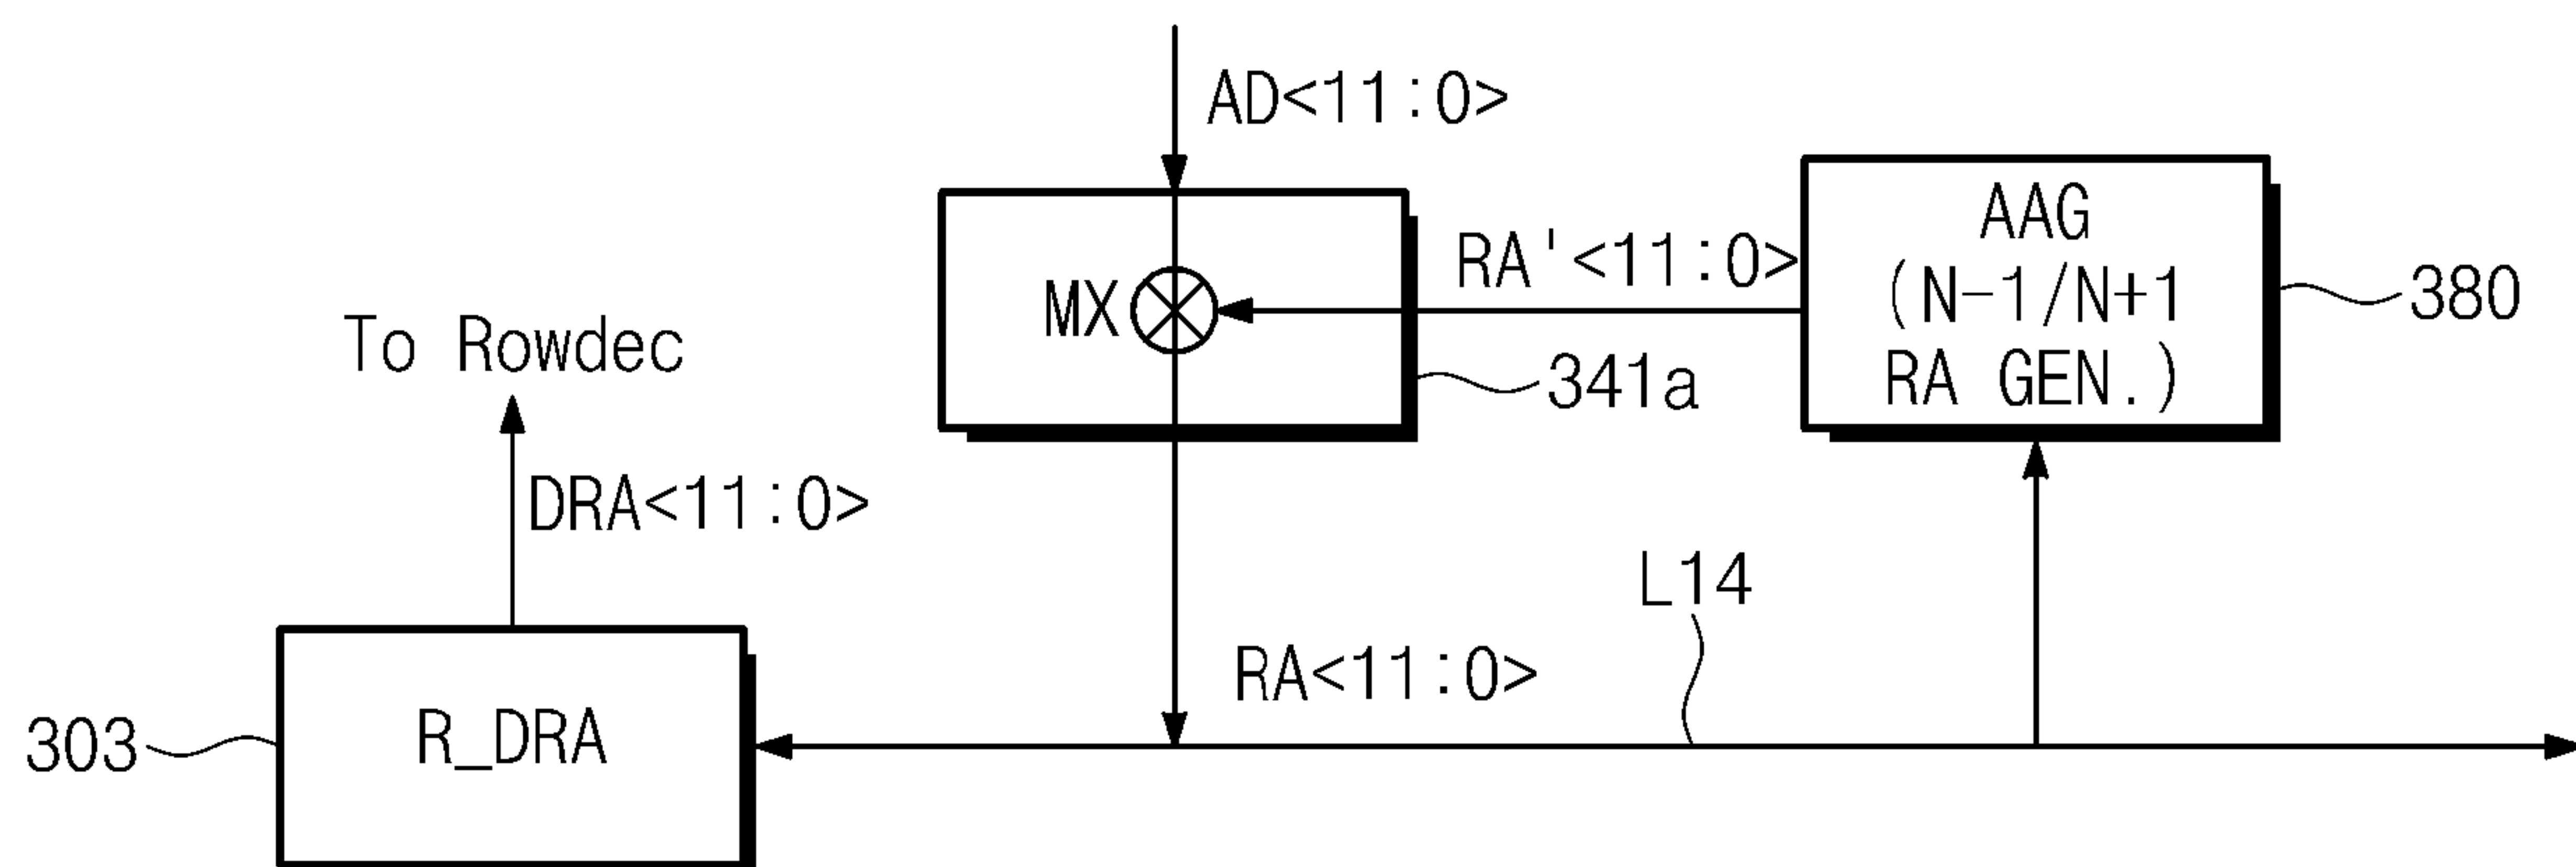 AD<11:0>
AAG
(N-1/N+1
RA GEN.)
RA'<11:0>
MX
380
341a
To Rowdec
DRA<11:0>
L14
RA<11:0>
303
R_DRA